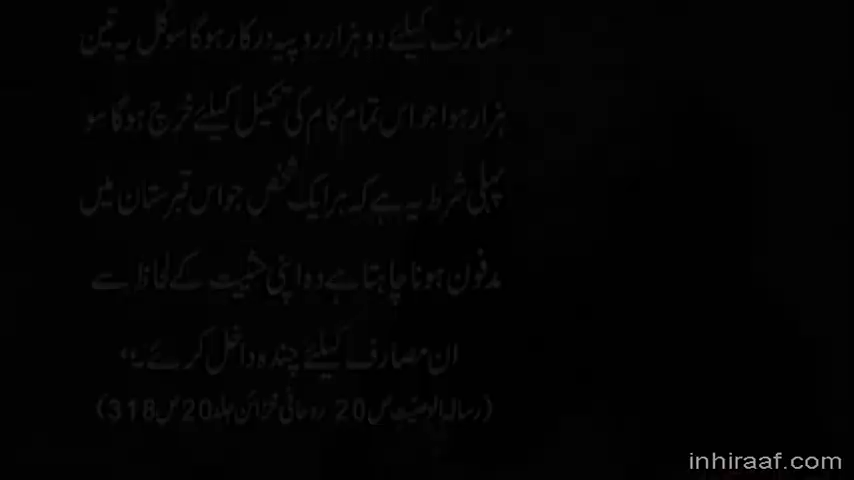 مصارف کیلئے دو ہزار روپیہ درکار ہوگا سو کل یہ تین
ہزار ہوا جو اس تمام کام کی تکمیل کیلئے خرچ ہوگا سو
پہلی شرط یہ ہے کہ ہر ایک شخص جو اس قبرستان میں
مدفون ہونا چاہتا ہے وہ اپنی حثیت کے لحاظ سے
ان مصارف کیلئے چندہ داخل کرئے۔“
(رسالہ الوصیت ص 20 روحانی خزائن جلد 20 ص 318)
inhiraaf.com